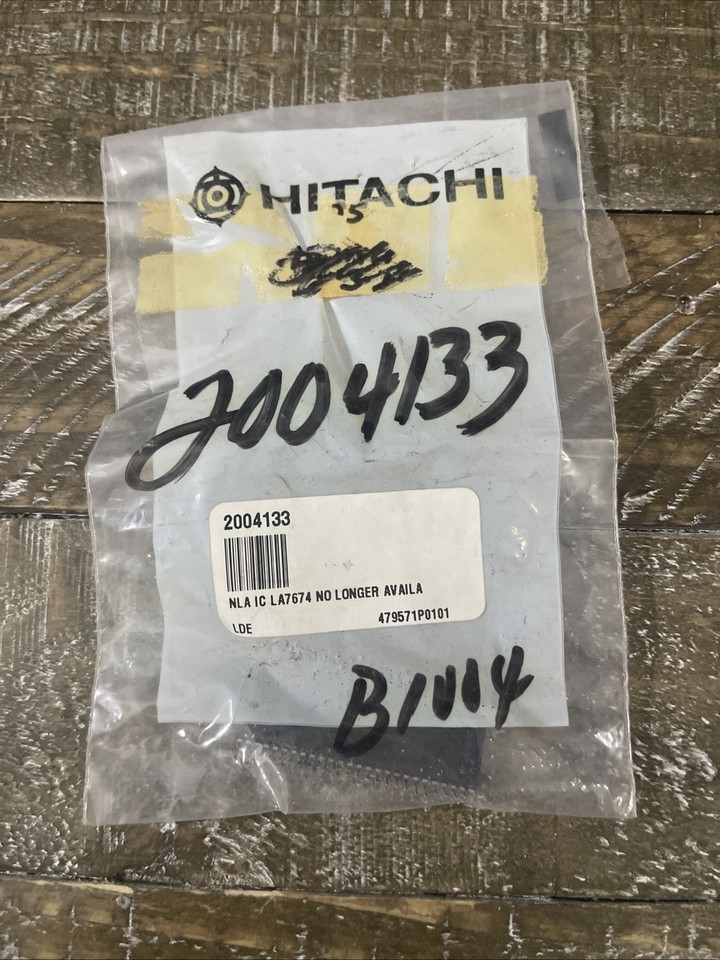 HITACHI
2004133
2004133
NLA IC LA7674 NO LONGER AVAILA
LDE 479571P0101
B1114